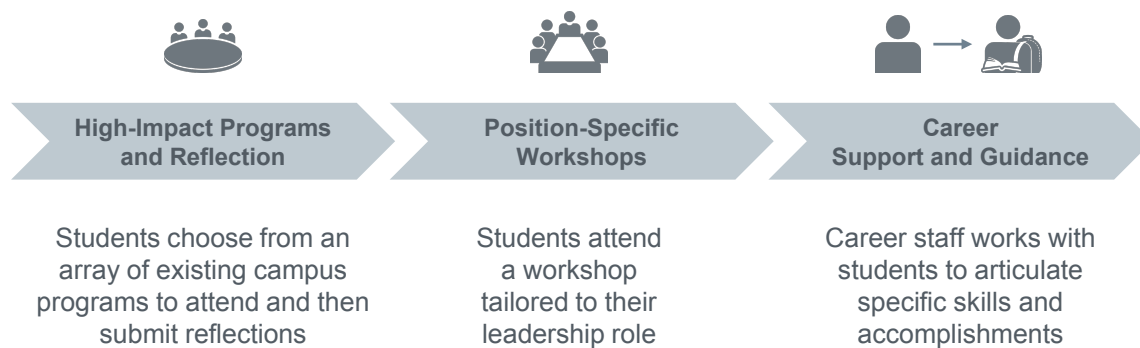 High-Impact Programs
and Reflection
Position-Specific
Workshops
Career
Support and Guidance
Students choose from an
array of existing campus
programs to attend and then
submit reflections
Students attend
a workshop
tailored to their
leadership role
Career staff works with
students to articulate
specific skills and
accomplishments